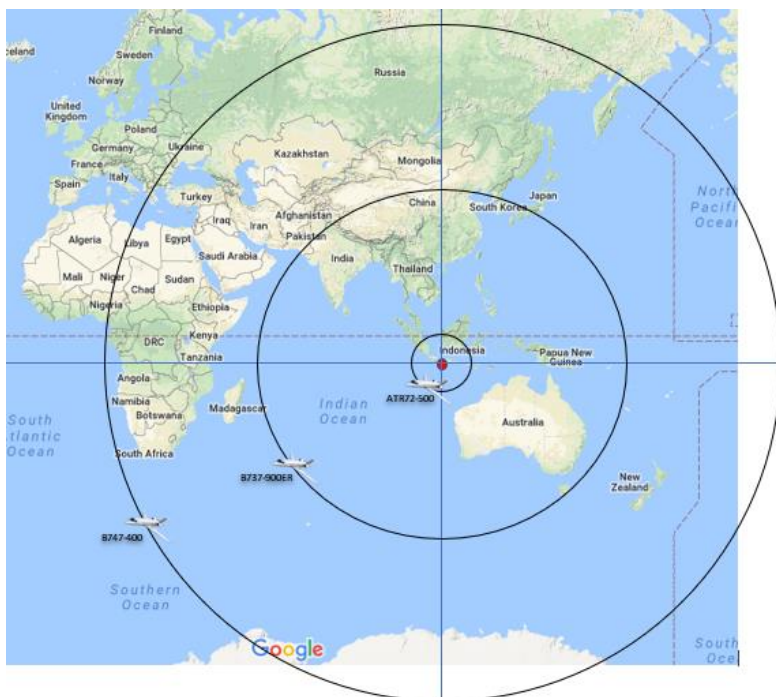 Finland
celand
Sweden
Russia
Norway
United
Kingdom
Poland
Germany
Ukraine
France
Kazakhstan
Mongolia
Italy
Spain
Turkey
Japan
China
South Korea
North
Pacific
Ocean
Iraq
Iran
Afghanistan
Pakistan
Algeria
Libya
Egypt
Saudi Arabia
India
Mali
Niger
Sudan
Chad
Thailand
Nigeria
Ethiopia
Kenya
DRC
Tanzania
Indonesia
Papua New
Guinea
Angola
Namibia
Botswana
Madagascar
ATR72-500
Indian
Ocean
Australia
South
tlantic
Ocean
South Africa
B737-900ER
New
Zealand
B747-400
Southern
Ocean
Google
South
Ocea